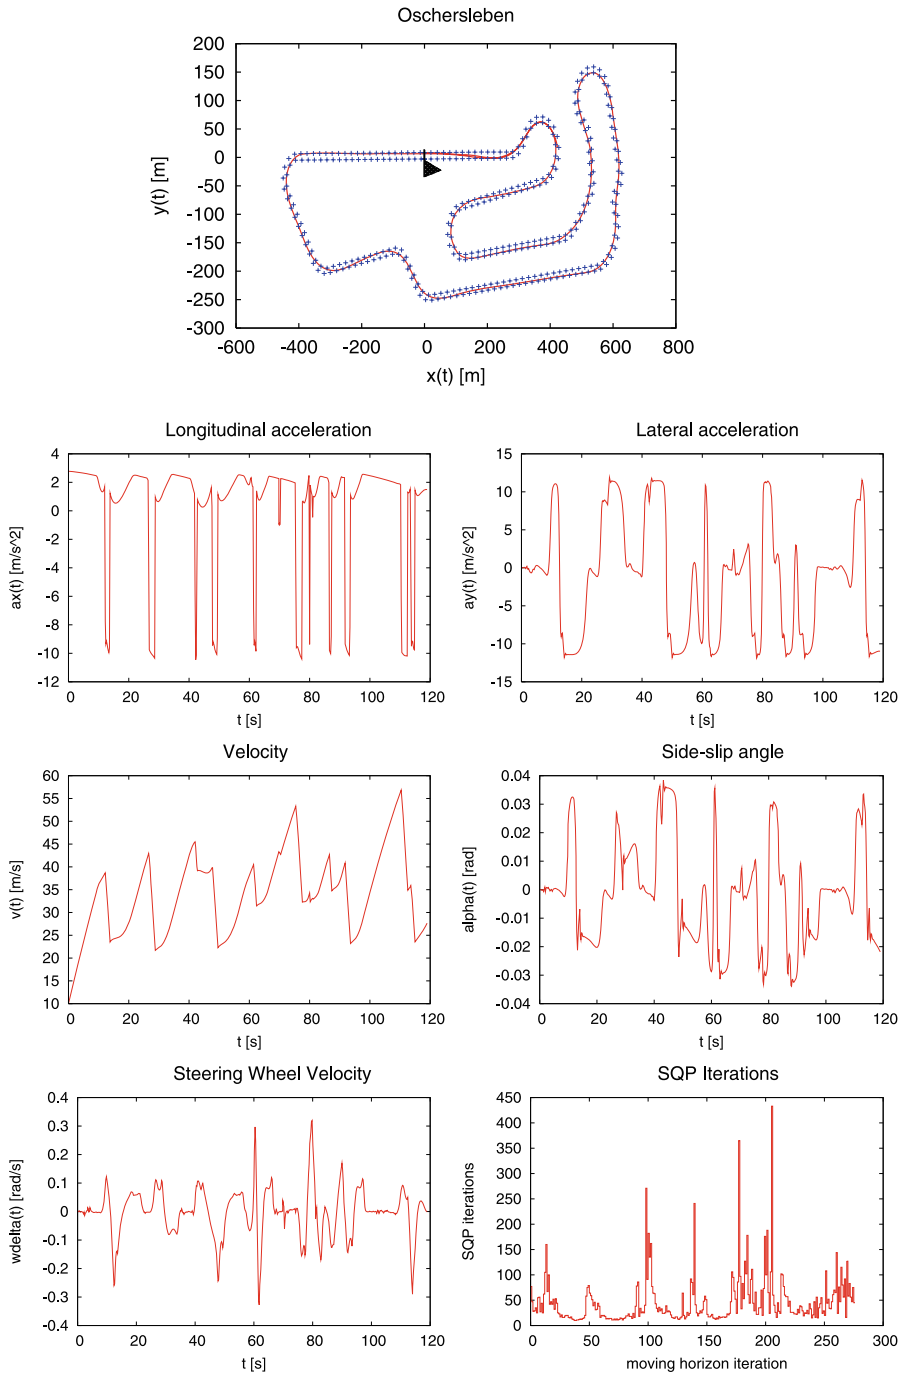 Oschersleben
200
150
100
50
0
-50
-100
-150
-200
-250
-300
y(t) [m]
-600 -400 -200 0 200 400 600 800
x(t) [m]
Longitudinal acceleration
4
2
0
-2
-4
-6
-8
-10
-12
ax(t) [m/s^2]
0 20 40 60 80 100 120
t [s]
Lateral acceleration
15
10
5
0
-5
-10
-15
ay(t) [m/s^2]
0 20 40 60 80 100 120
t [s]
Velocity
60
55
50
45
40
35
30
25
20
15
10
v(t) [m/s]
0 20 40 60 80 100 120
t [s]
Side-slip angle
0.04
0.03
0.02
0.01
0
-0.01
-0.02
-0.03
-0.04
alpha(t) [rad]
0 20 40 60 80 100 120
t [s]
Steering Wheel Velocity
0.4
0.3
0.2
0.1
0
-0.1
-0.2
-0.3
-0.4
wdelta(t) [rad/s]
0 20 40 60 80 100 120
t [s]
SQP Iterations
450
400
350
300
250
200
150
100
50
0
SQP iterations
0 50 100 150 200 250 300
moving horizon iteration